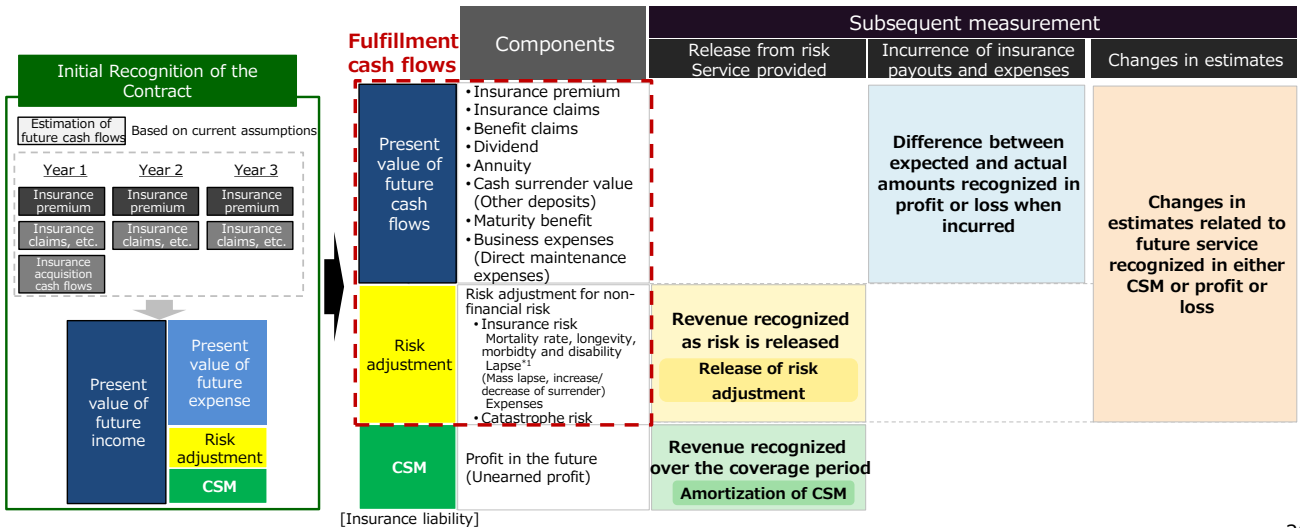 Initial Recognition of the
Contract
Estimation of
future cash flows
Based on current assumptions
Year 1
Year 2
Year 3
Insurance
premium
Insurance
premium
Insurance
premium
Insurance
claims, etc.
Insurance
claims, etc.
Insurance
claims, etc.
Insurance
acquisition
cash flows
Present
value of
future
income
Present
value of
future
expense
Risk
adjustment
CSM
Fulfillment
cash flows
Components
Subsequent measurement
Release from risk
Service provided
Incurrence of insurance
payouts and expenses
Changes in estimates
Present
value of
future
cash
flows
•Insurance premium
•Insurance claims
•Benefit claims
•Dividend
•Annuity
•Cash surrender value
(Other deposits)
•Maturity benefit
•Business expenses
(Direct maintenance
expenses)
Difference between
expected and actual
amounts recognized in
profit or loss when
incurred
Changes in
estimates related to
future service
recognized in either
CSM or profit or
loss
Risk
adjustment
Risk adjustment for non-
financial risk
•Insurance risk
Mortality rate, longevity,
morbidty and disability
Lapse*1
(Mass lapse, increase/
decrease of surrender)
Expenses
•Catastrophe risk
Revenue recognized
as risk is released
Release of risk
adjustment
CSM
Profit in the future
(Unearned profit)
Revenue recognized
over the coverage period
Amortization of CSM
[Insurance liability]